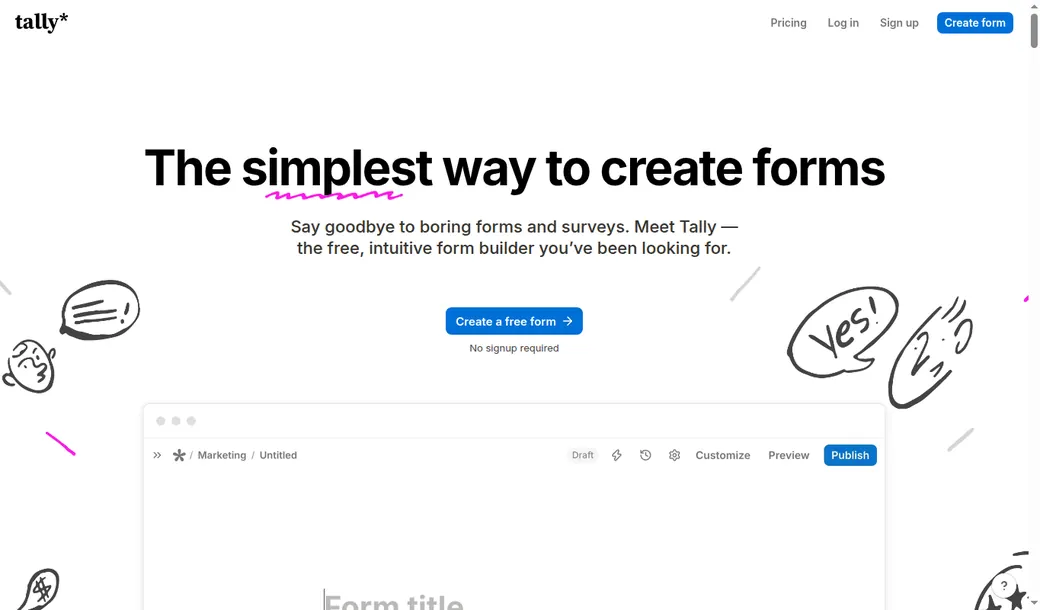 tally*
Pricing
Log in
Sign up
Create form
The simplest way to create forms
Say goodbye to boring forms and surveys. Meet Tally —
the free, intuitive form builder you’ve been looking for.
!
yes!
Create a free form →
No signup required
» * / Marketing / Untitled
Draft
Customize
Preview
Publish
$
?
Form title